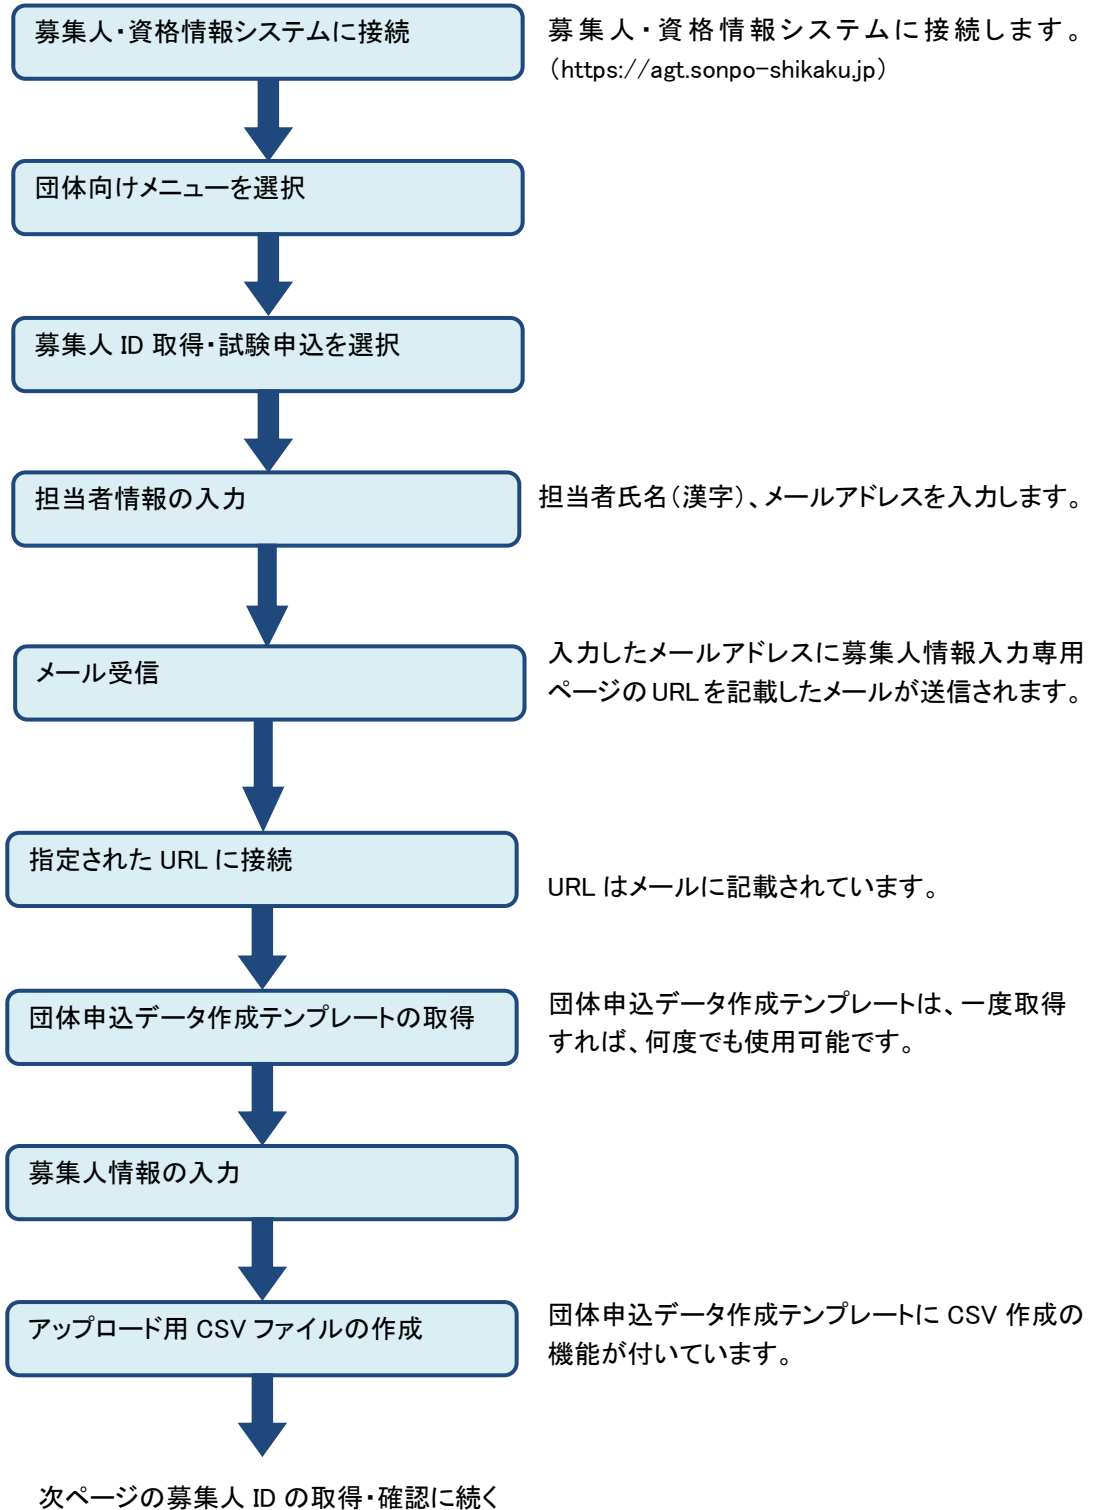 募集人・資格情報システムに接続
募集人・資格情報システムに接続します。
（https://agt.sonpo-shikaku.jp）
団体向けメニューを選択
募集人 ID 取得・試験申込を選択
担当者情報の入力
担当者氏名（漢字）、メールアドレスを入力します。
メール受信
入力したメールアドレスに募集人情報入力専用
ページの URL を記載したメールが送信されます。
指定された URL に接続
URL はメールに記載されています。
団体申込データ作成テンプレートの取得
団体申込データ作成テンプレートは、一度取得
すれば、何度でも使用可能です。
募集人情報の入力
アップロード用 CSV ファイルの作成
団体申込データ作成テンプレートに CSV 作成の
機能が付いています。
次ページの募集人 ID の取得・確認に続く